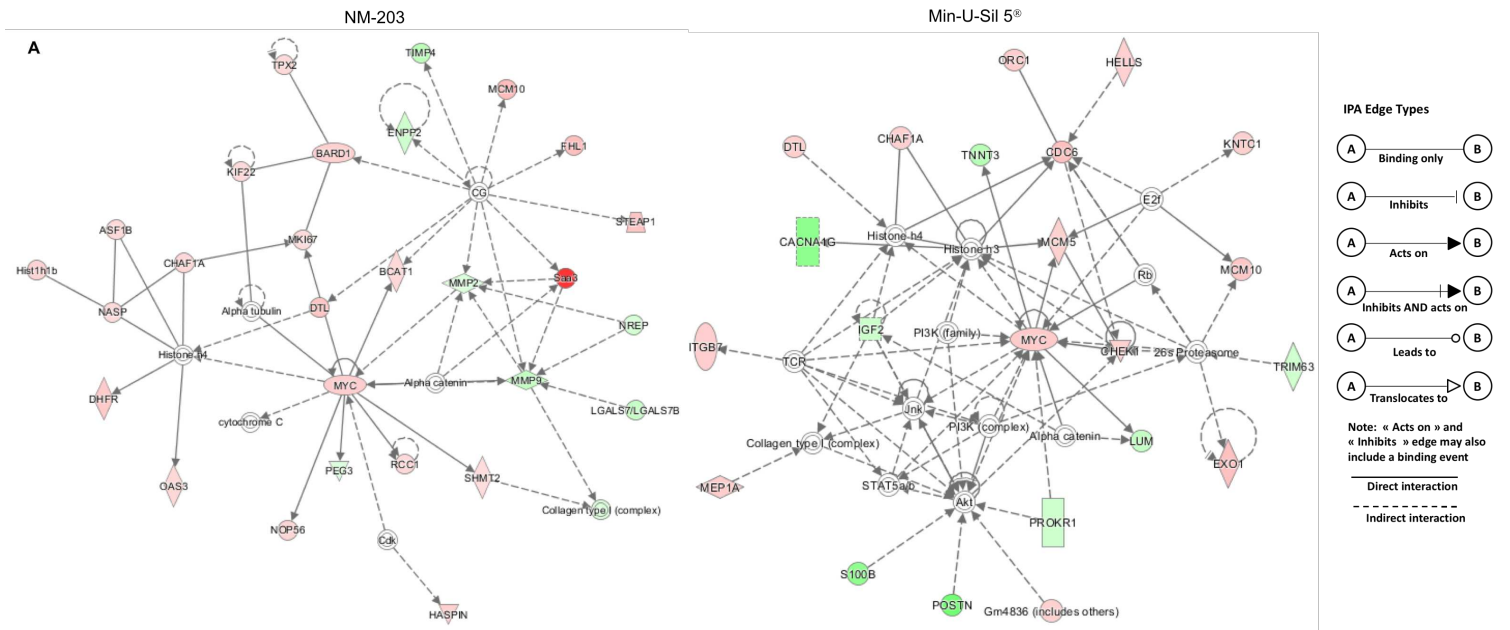 NM-203
Min-U-Sil 5®
A
TPX2
TIMP4
MCM10
ENPP2
BARD1
FHL1
KIF22
CG
STEAP1
ASF1B
MKI67
Hist1h1b
CHAF1A
BCAT1
MMP2
Saa3
NASP
Alpha tubulin
DTL
NREP
Histone h4
MYC
Alpha catenin
MMP9
DHFR
cytochrome C
LGALS7/LGALS7B
PEG3
RCC1
SHMT2
OAS3
Collagen type I (complex)
NOP56
Cdk
HASPIN
ORC1
HELLS
DTL
CHAF1A
TNNT3
CDC6
KNTC1
E2f
CACNA1G
Histone h4
Histone h3
MCM5
Rb
MCM10
ITGB7
IGF2
PI3K (family)
MYC
CHEK1
26s Proteasome
TCR
TRIM63
Jnk
PI3K (complex)
Collagen type I (complex)
Alpha catenin
LUM
EXO1
MEP1A
STAT5a/b
Akt
PROKR1
S100B
POSTN
Gm4836 (includes others)
IPA Edge Types
A B
Binding only
A B
Inhibits
A B
Acts on
A B
Inhibits AND acts on
A B
Leads to
A B
Translocates to
Note: « Acts on » and
« Inhibits » edge may also
include a binding event
Direct interaction
Indirect interaction